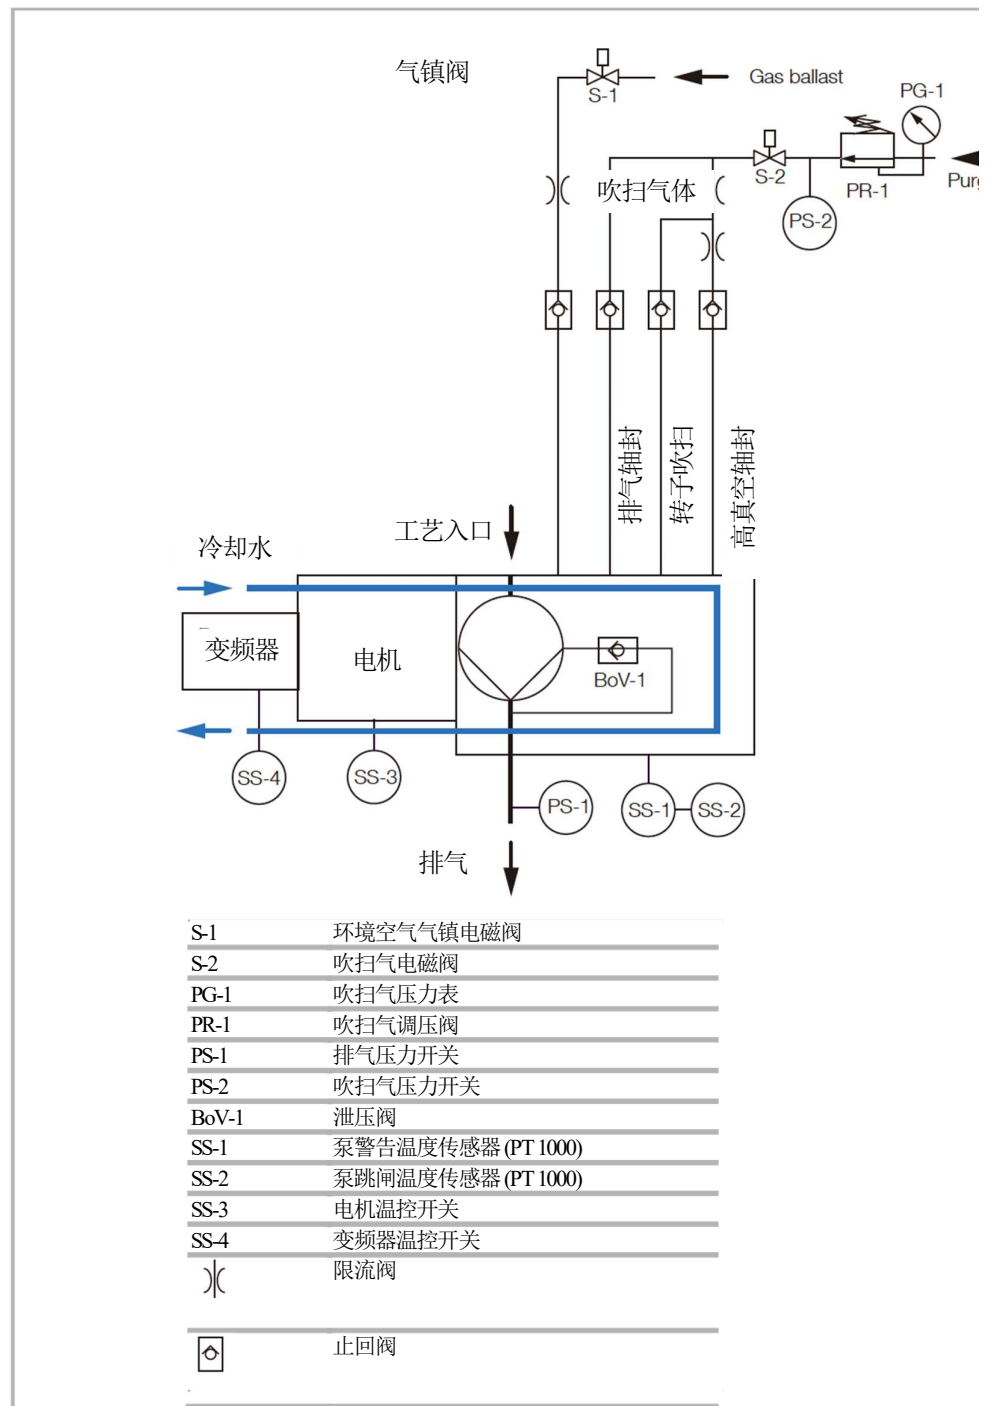 气镇阀
Gas ballast
S-1
PG-1
S-2
PR-1
Purg
吹扫气体
PS-2
排气轴封
转子吹扫
高真空轴封
工艺入口
冷却水
变频器
电机
BoV-1
SS-4
SS-3
PS-1
SS-1
SS-2
排气
S-1 环境空气气镇电磁阀
S-2 吹扫气电磁阀
PG-1 吹扫气压力表
PR-1 吹扫气调压阀
PS-1 排气压力开关
PS-2 吹扫气压力开关
BoV-1 泄压阀
SS-1 泵警告温度传感器 (PT 1000)
SS-2 泵跳闸温度传感器 (PT 1000)
SS-3 电机温控开关
SS-4 变频器温控开关
限流阀
止回阀